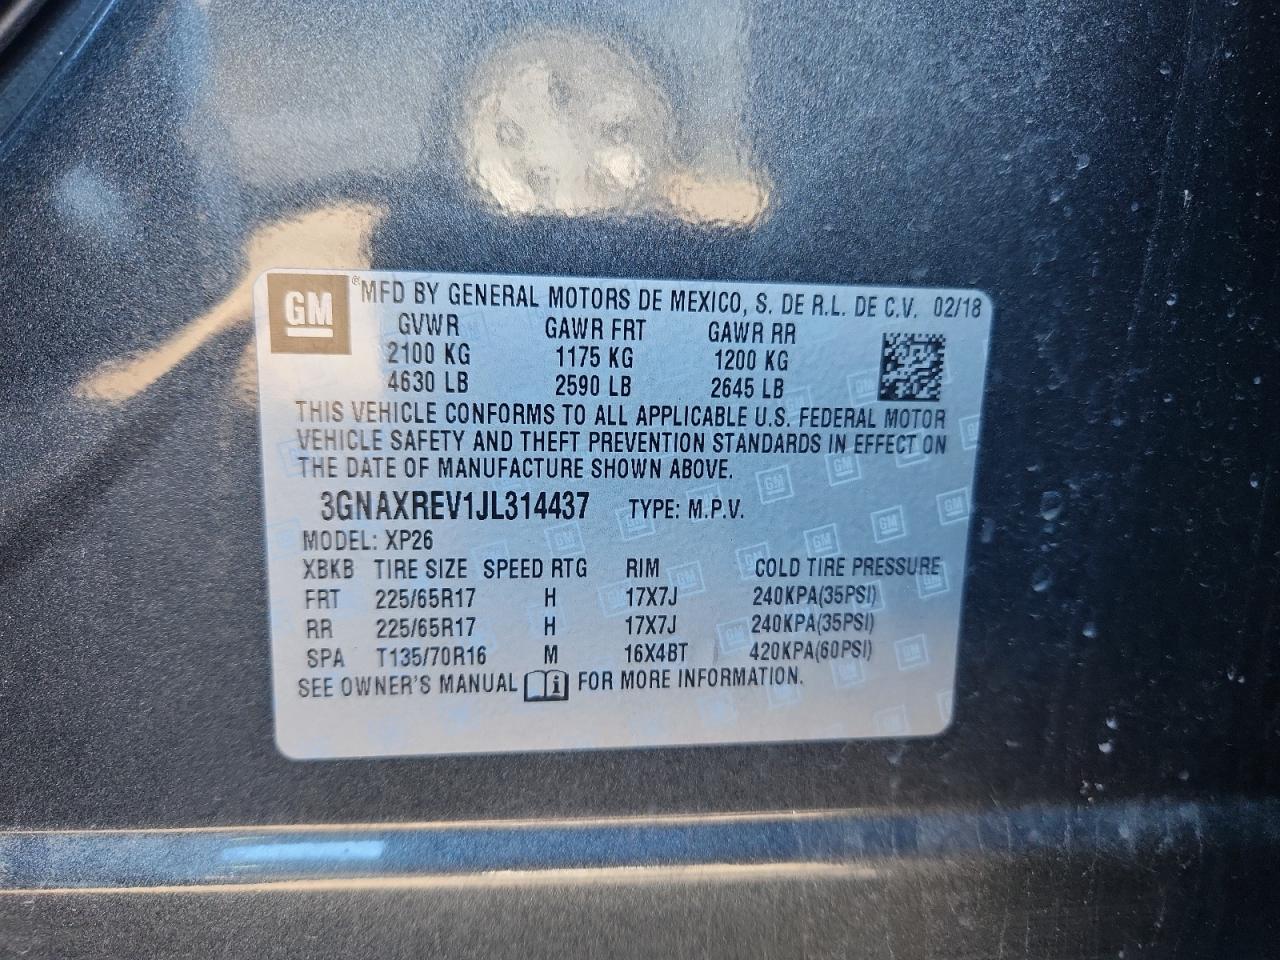 GM ® MFD BY GENERAL MOTORS DE MEXICO, S. DE R.L. DE C.V. 02/18
GVWR GAWR FRT GAWR RR
2100 KG 1175 KG 1200 KG
4630 LB 2590 LB 2645 LB
THIS VEHICLE CONFORMS TO ALL APPLICABLE U.S. FEDERAL MOTOR
VEHICLE SAFETY AND THEFT PREVENTION STANDARDS IN EFFECT ON
THE DATE OF MANUFACTURE SHOWN ABOVE.
3GNAXREV1JL314437 TYPE: M.P.V.
MODEL: XP26
XBKB TIRE SIZE SPEED RTG RIM COLD TIRE PRESSURE
FRT 225/65R17 H 17X7J 240KPA(35PSI)
RR 225/65R17 H 17X7J 240KPA(35PSI)
SPA T135/70R16 M 16X4BT 420KPA(60PSI)
SEE OWNER'S MANUAL i FOR MORE INFORMATION.